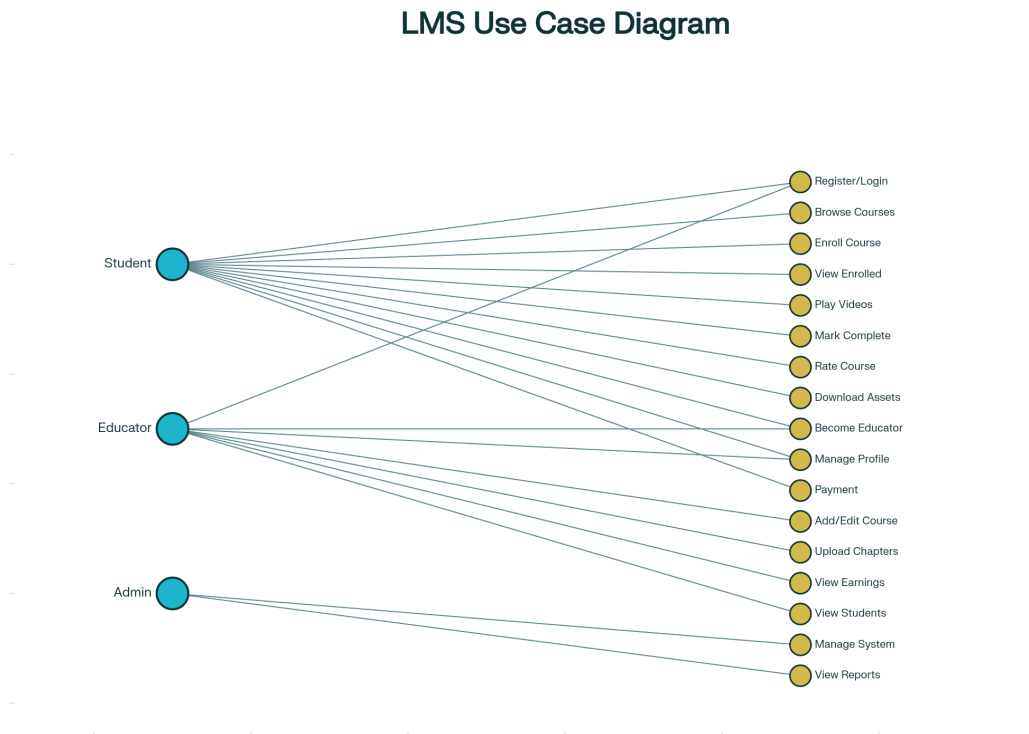 LMS Use Case Diagram
Register/Login
Browse Courses
Enroll Course
Student
View Enrolled
Play Videos
Mark Complete
Rate Course
Download Assets
Educator
Become Educator
Manage Profile
Payment
Add/Edit Course
Upload Chapters
View Earnings
Admin
View Students
Manage System
View Reports